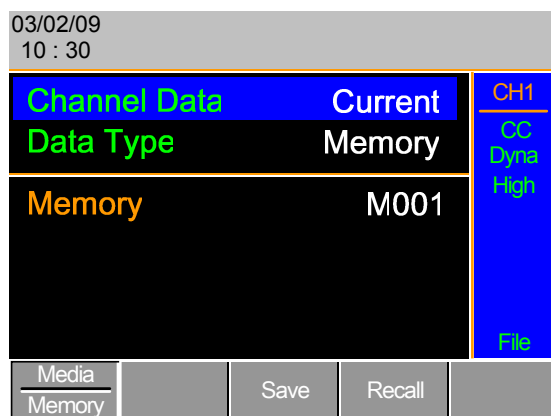 03/02/09
10 : 30
Channel Data Current
Data Type Memory
Memory M001
CH1
CC
Dyna
High
File
Media
Memory
Save
Recall